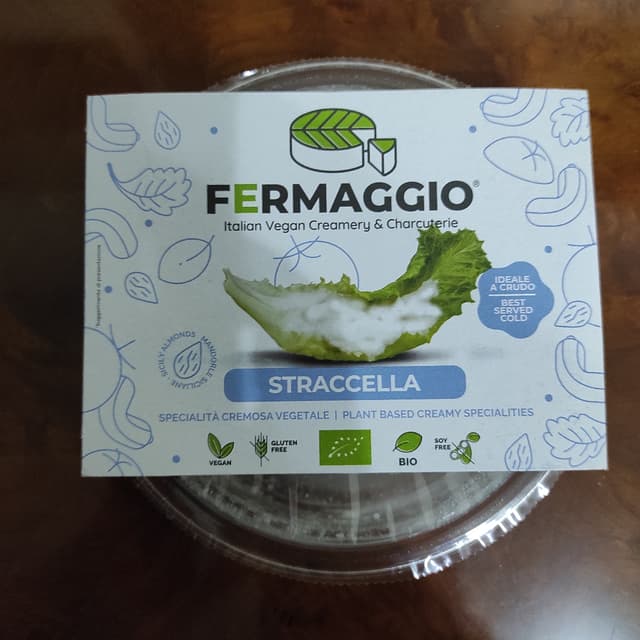 FERMAGGIO®
Italian Vegan Creamery & Charcuterie
IDEALE
A CRUDO
BEST
SERVED
COLD
SICILY ALMONDS
MANDORLE SICILIANE
STRACCELLA
SPECIALITÀ CREMOSA VEGETALE | PLANT BASED CREAMY SPECIALITIES
VEGAN
GLUTEN
FREE
BIO
SOY
FREE